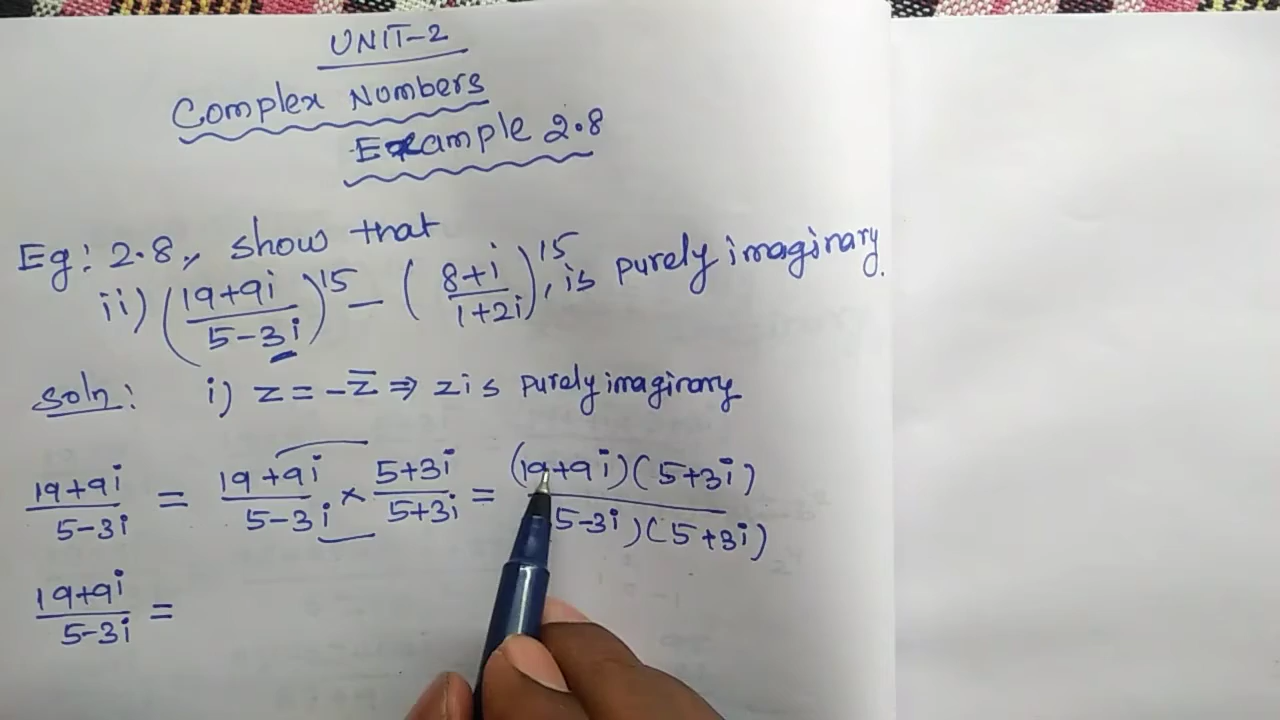 UNIT-2
Complex Numbers
Example 2.8
Eg: 2.8, show that
ii) (19+9i / 5-3i)^15 - (8+i / 1+2i)^15, is purely imaginary.
Soln: i) z = -z̄ ⇒ z is purely imaginary
19+9i / 5-3i = 19+9i / 5-3i × 5+3i / 5+3i = (19+9i)(5+3i) / 5-3i)(5+3i)
19+9i / 5-3i =